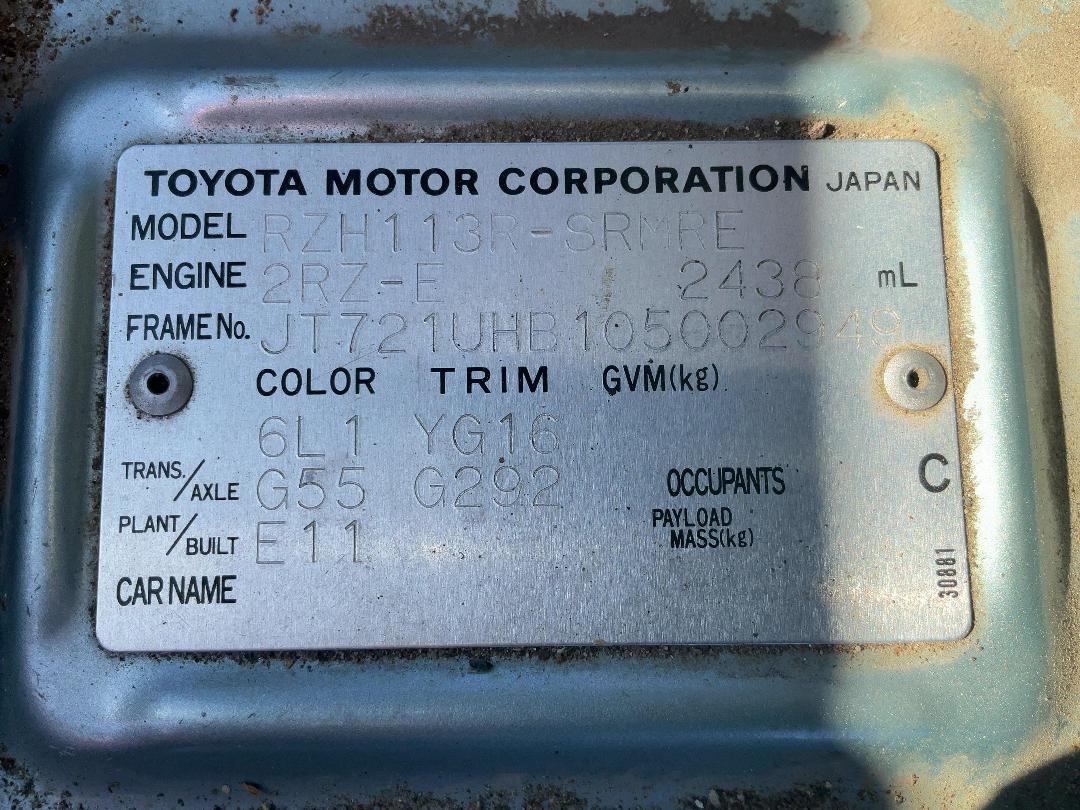 TOYOTA MOTOR CORPORATION JAPAN
MODEL RZH113R-SRMRE
ENGINE 2RZ-E 2438 mL
FRAME No. JT721UHB105002949
COLOR TRIM GVM(kg)
6L1 YG16
TRANS./AXLE G55 G292 OCCUPANTS C
PLANT/BUILT E11 PAYLOAD MASS(kg)
CAR NAME
30881